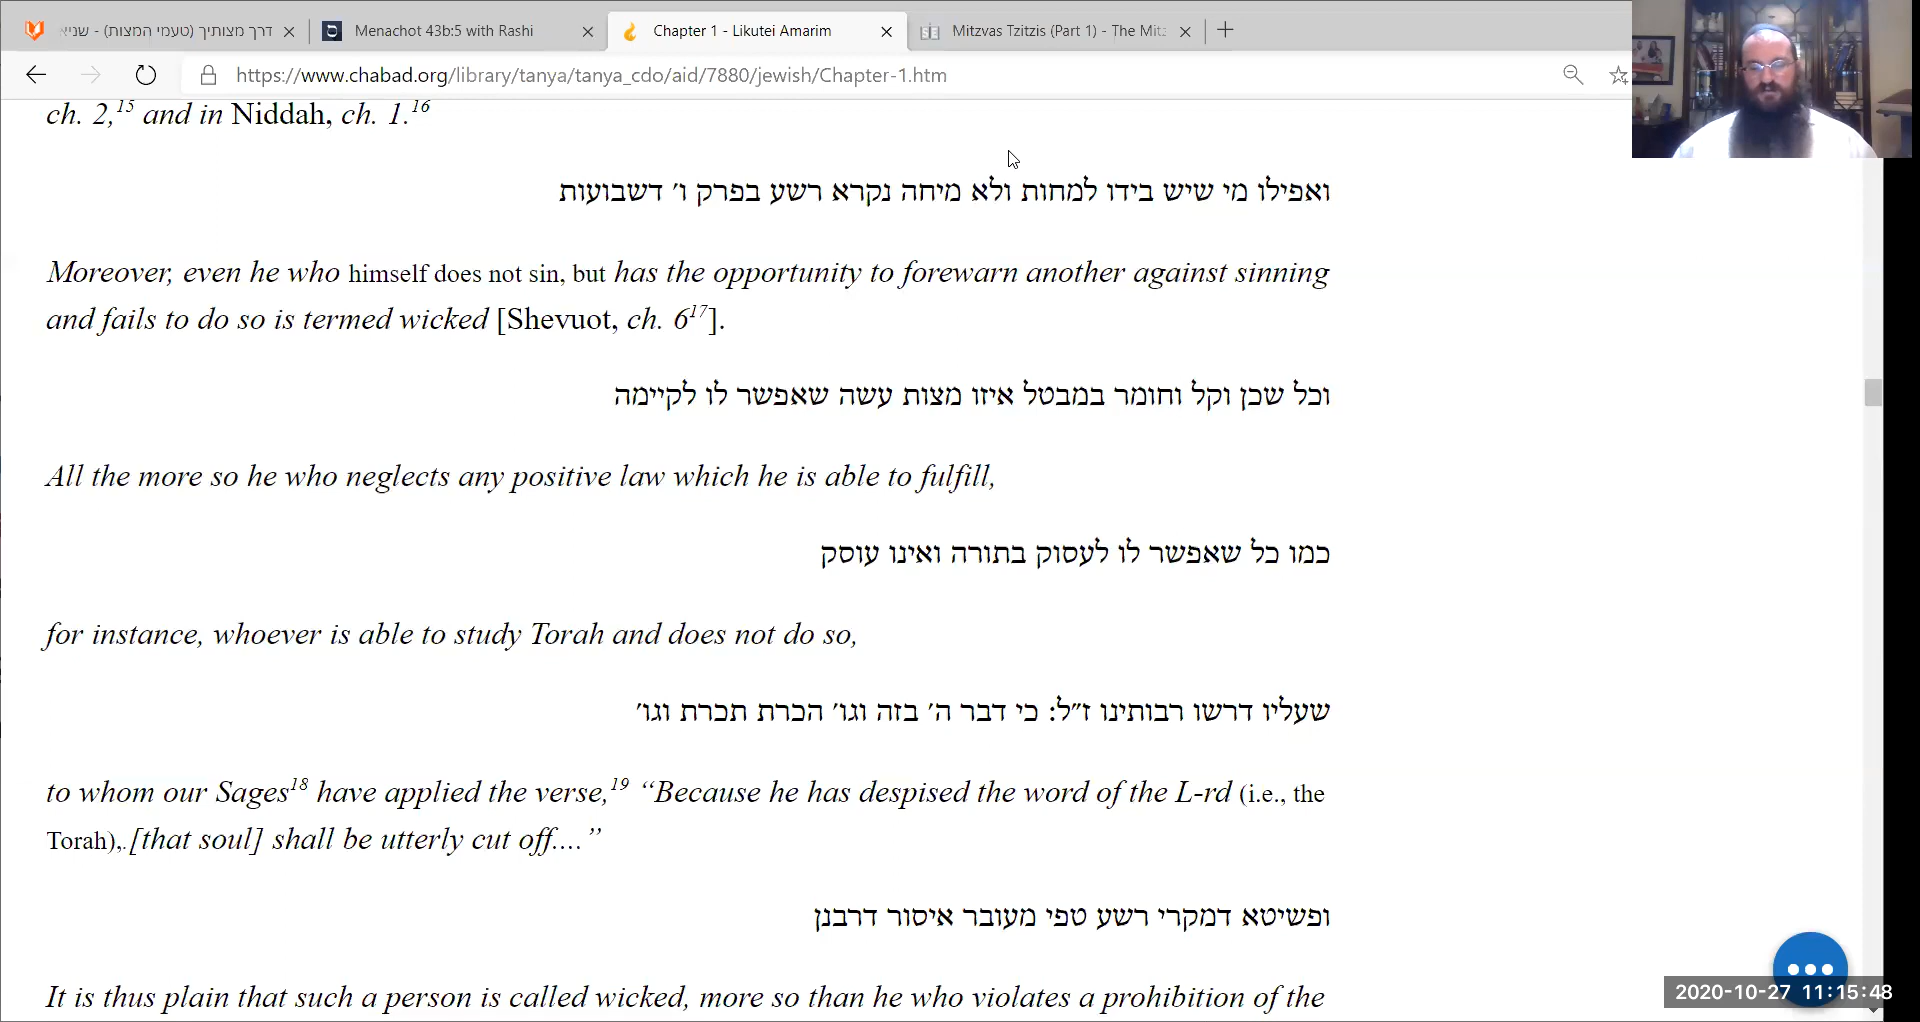 דרך מצותיך (טעמי המצות) - שניא
Menachot 43b:5 with Rashi
Chapter 1 - Likutei Amarim
Mitzvas Tzitzis (Part 1) - The Mitz
https://www.chabad.org/library/tanya/tanya_cdo/aid/7880/jewish/Chapter-1.htm
ch. 2,15 and in Niddah, ch. 1.16
ואפילו מי שיש בידו למחות ולא מיחה נקרא רשע בפרק ו׳ דשבועות
Moreover, even he who himself does not sin, but has the opportunity to forewarn another against sinning
and fails to do so is termed wicked [Shevuot, ch. 617].
וכל שכן וקל וחומר במבטל איזו מצות עשה שאפשר לו לקיימה
All the more so he who neglects any positive law which he is able to fulfill,
כמו כל שאפשר לו לעסוק בתורה ואינו עוסק
for instance, whoever is able to study Torah and does not do so,
שעליו דרשו רבותינו ז״ל: כי דבר ה׳ בזה וגו׳ הכרת תכרת וגו׳
to whom our Sages18 have applied the verse,19 “Because he has despised the word of the L-rd (i.e., the
Torah),.[that soul] shall be utterly cut off....”
ופשיטא דמקרי רשע טפי מעובר איסור דרבנן
It is thus plain that such a person is called wicked, more so than he who violates a prohibition of the
2020-10-27 11:15:48